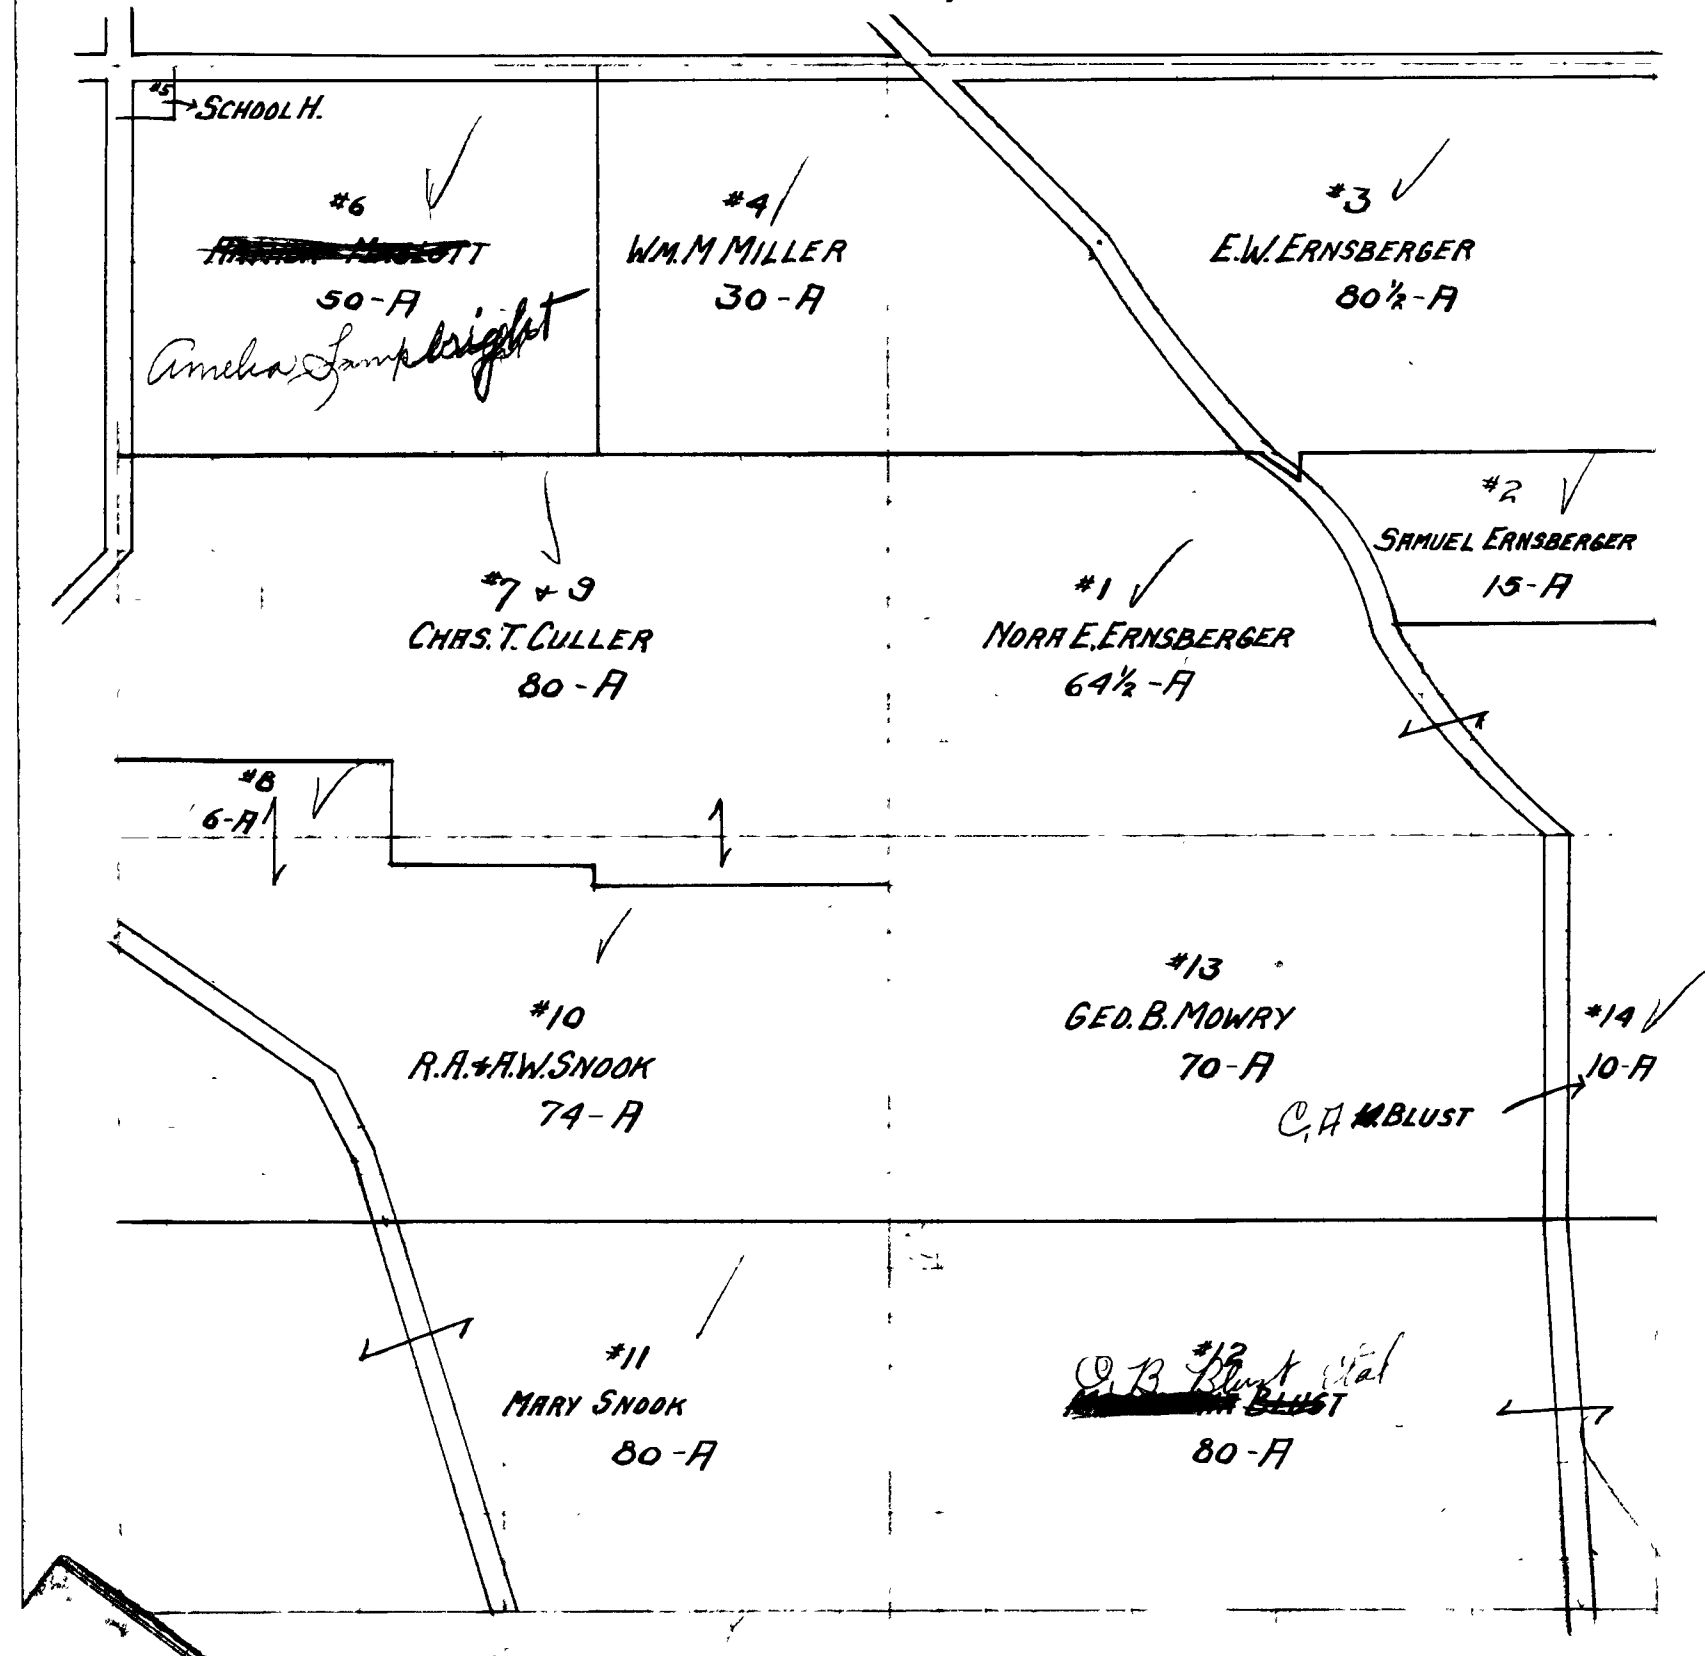 #5
SCHOOL H.
#6
50-A
Amelia Lampbright
#4
WM. M MILLER
30-A
#3
E.W. ERNSBERGER
80½-A
#2
SAMUEL ERNSBERGER
15-A
#7 & 9
CHAS. T. CULLER
80-A
#1
NORA E. ERNSBERGER
64½-A
#8
6-A
#10
R.A. & A.W. SNOOK
74-A
#13
GEO. B. MOWRY
70-A
#14
10-A
C, A BLUST
#11
MARY SNOOK
80-A
#12
O. B Blust etal
BLUST
80-A